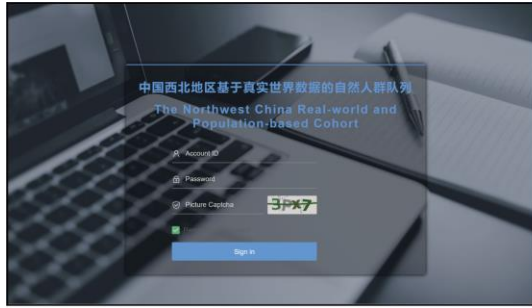 中国西北地区基于真实世界数据的自然人群队列
The Northwest China Real-world and
Population-based Cohort
Account ID
Password
Picture Captcha
3PX7
Sign in